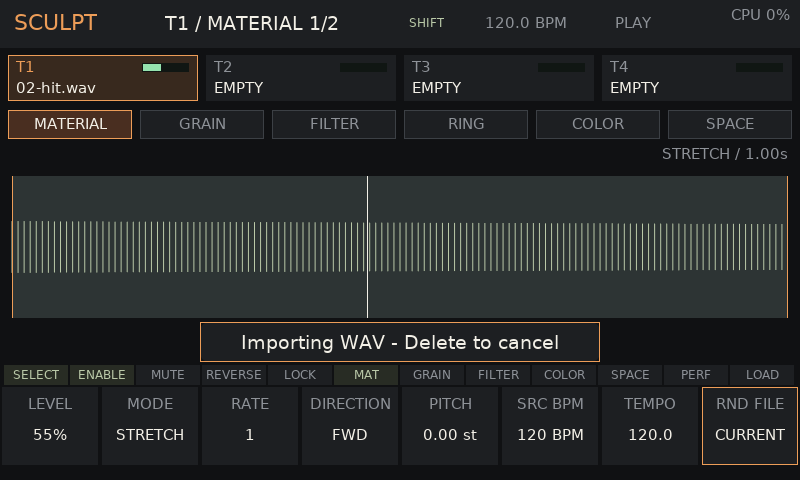 SCULPT T1 / MATERIAL 1/2 SHIFT 120.0 BPM PLAY CPU 0%
T1 T2 T3 T4
02-hit.wav EMPTY EMPTY EMPTY
MATERIAL GRAIN FILTER RING COLOR SPACE
STRETCH / 1.00s
Importing WAV - Delete to cancel
SELECT ENABLE MUTE REVERSE LOCK MAT GRAIN FILTER COLOR SPACE PERF LOAD
LEVEL MODE RATE DIRECTION PITCH SRC BPM TEMPO RND FILE
55% STRETCH 1 FWD 0.00 st 120 BPM 120.0 CURRENT